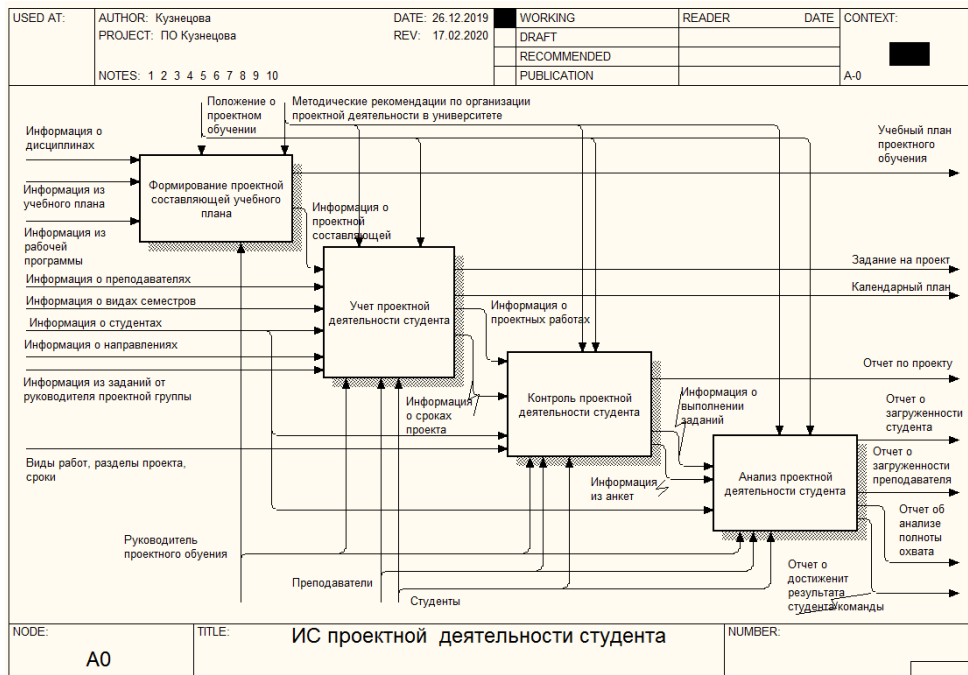 USED AT:
AUTHOR: Кузнецова
DATE: 26.12.2019
WORKING
READER
DATE
CONTEXT:
PROJECT: ПО Кузнецова
REV: 17.02.2020
DRAFT
RECOMMENDED
NOTES: 1 2 3 4 5 6 7 8 9 10
PUBLICATION
A-0
Положение о
проектном
обучении
Методические рекомендации по организации
проектной деятельности в университете
Информация о
дисциплинах
Учебный план
проектного
обучения
Формирование проектной
составляющей учебного
плана
Информация из
учебного плана
Информация из
рабочей
программы
Информация о
проектной
составляющей
Информация о преподавателях
Информация о видах семестров
Информация о студентах
Информация о направлениях
Информация из заданий от
руководителя проектной группы
Учет проектной
деятельности студента
Задание на проект
Календарный план
Информация о
проектных работах
Информация
о сроках
проекта
Контроль проектной
деятельности студента
Отчет по проекту
Информация о
выполнении
заданий
Отчет о
загруженности
студента
Виды работ, разделы проекта,
сроки
Информация
из анкет
Анализ проектной
деятельности студента
Отчет о
загруженности
преподавателя
Отчет об
анализе
полноты
охвата
Руководитель
проектного обуения
Преподаватели
Студенты
Отчет о
достиженит
результата
студента/команды
NODE:
A0
TITLE:
ИС проектной деятельности студента
NUMBER: